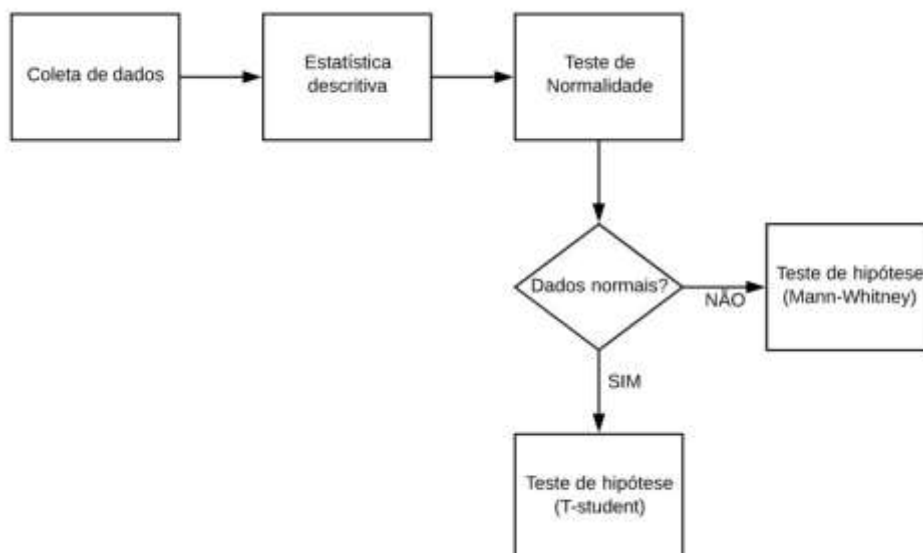 Coleta de dados
Estatística
descritiva
Teste de
Normalidade
Dados normais?
NÃO
Teste de hipótese
(Mann-Whitney)
SIM
Teste de hipótese
(T-student)